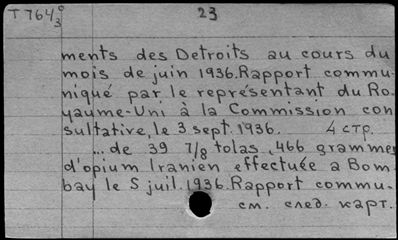 T 764/3° 23
ments des Detroits au cours du
mois de juin 1936. Rapport commu-
niqué par le représentant du Ro-
yaume-Uni à la Commission con
sultative, le 3 sept. 1936. 4 стр.
... de 39 7/8 tolas, 466 grammes
d'opium Iranien effectuée a Bom-
bay le 5 juil. 1936. Rapport commu-
см. след. карт.